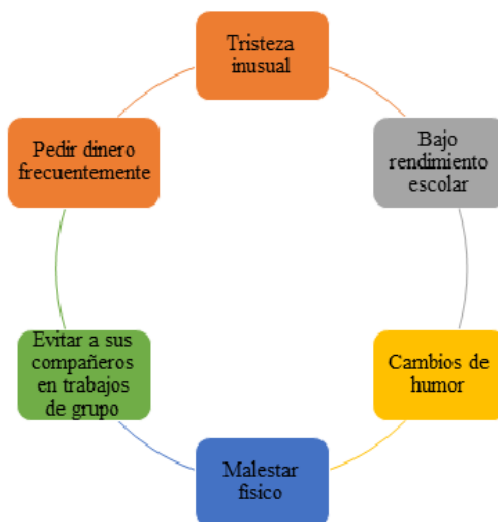 Tristeza
inusual
Bajo
rendimiento
escolar
Cambios de
humor
Malestar
fisico
Evitar a sus
compañeros
en trabajos
de grupo
Pedir dinero
frecuentemente